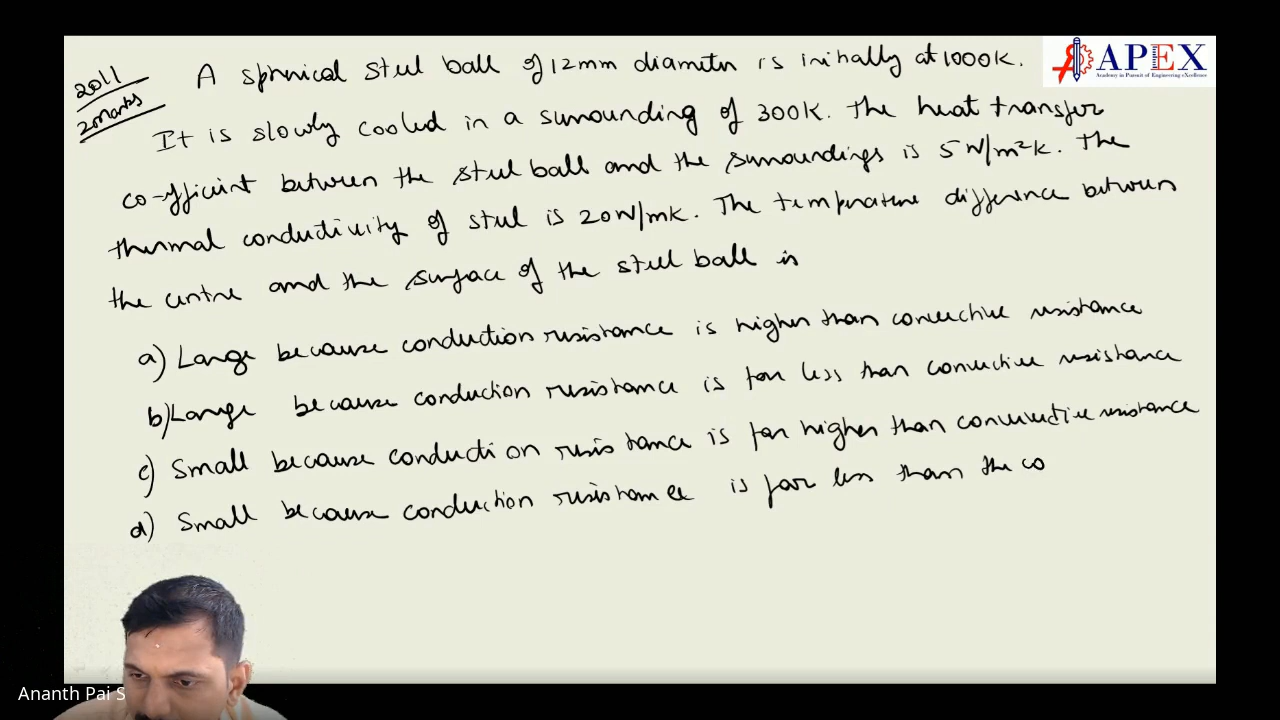 2011
2 Marks
A spherical steel ball of 12mm diameter is initally at 1000K.
APEX
Academy in Pursuit of Engineering eXcellence
It is slowly cooled in a surrounding of 300K. The heat transfer
co-efficient between the steel ball and the surroundings is 5 W/m²K. The
thermal conductivity of steel is 20W/mK. The temperature difference between
the centre and the surface of the steel ball is
a) Large because conduction resistance is higher than convective resistance
b) Large because conduction resistance is far less than convective resistance
c) Small because conduction resistance is far higher than convective resistance
d) Small because conduction resistance is far less than the co
Ananth Pai S